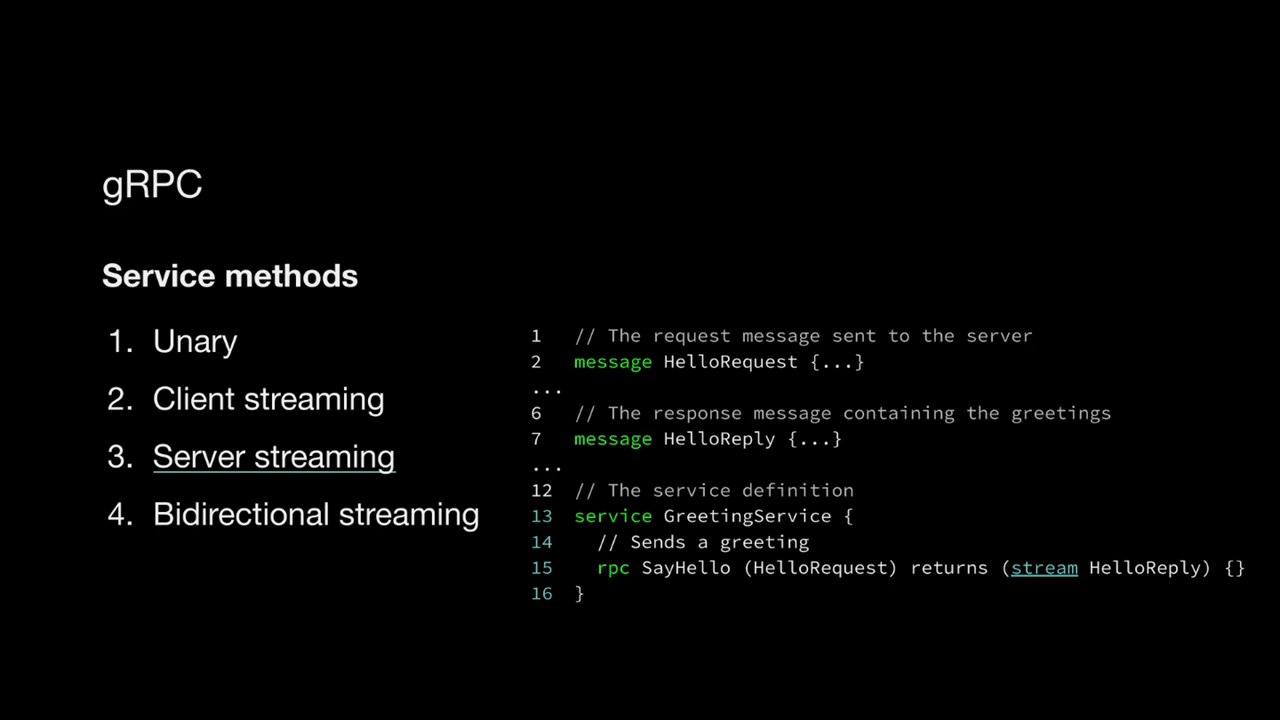 gRPC
Service methods
1. Unary
2. Client streaming
3. Server streaming
4. Bidirectional streaming
1 // The request message sent to the server
2 message HelloRequest {...}
...
6 // The response message containing the greetings
7 message HelloReply {...}
...
12 // The service definition
13 service GreetingService {
14   // Sends a greeting
15   rpc SayHello (HelloRequest) returns (stream HelloReply) {}
16 }